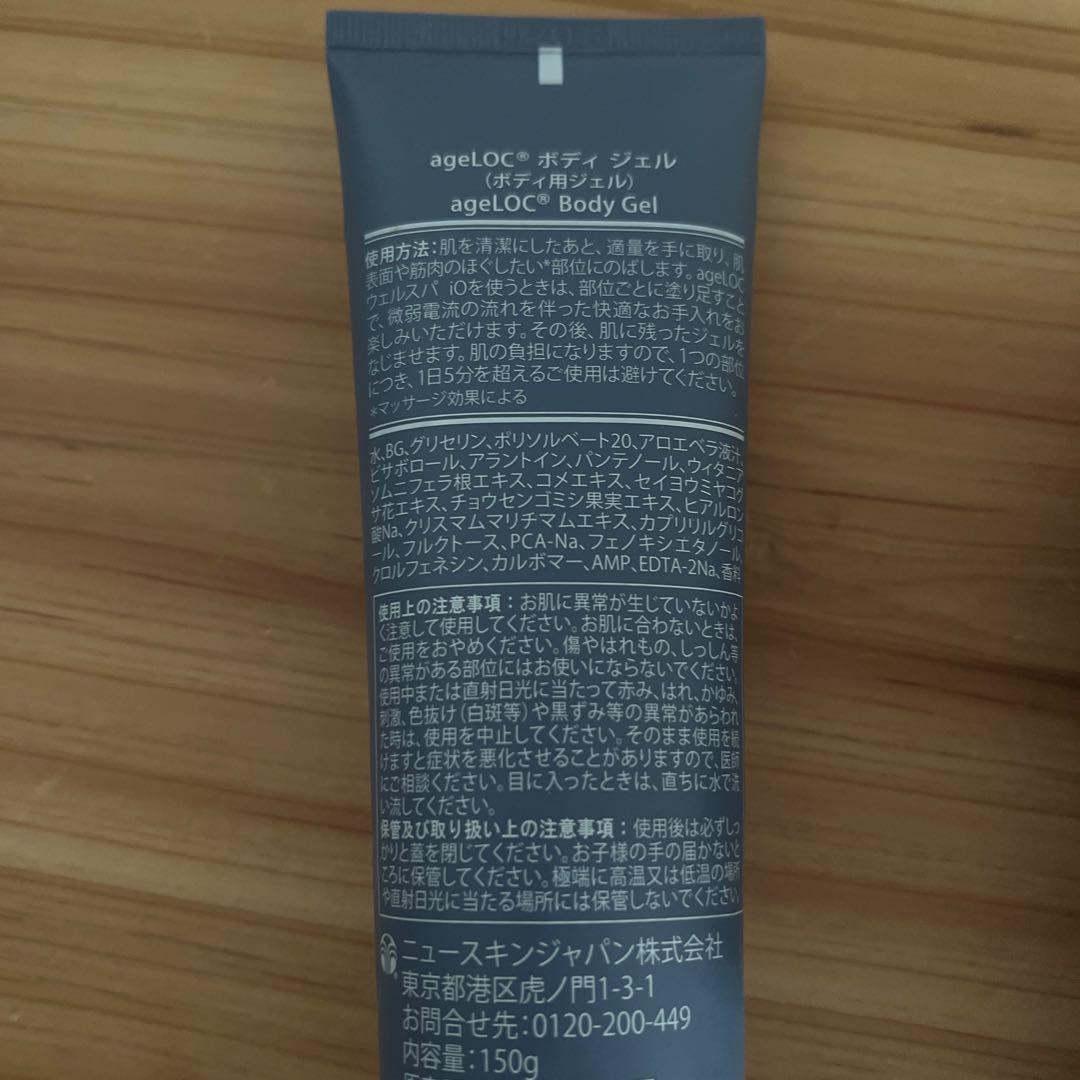 ageLOC® ボディ ジェル
（ボディ用ジェル）
ageLOC® Body Gel
使用方法：肌を清潔にしたあと、適量を手に取り、肌
表面や筋肉のほぐしたい*部位にのばします。ageLOC
ウェルスパ iOを使うときは、部位ごとに塗り足すこと
で、微弱電流の流れを伴った快適なお手入れをお
楽しみいただけます。その後、肌に残ったジェルを
なじませます。肌の負担になりますので、1つの部位
につき、1日5分を超えるご使用は避けてください。
*マッサージ効果による
水、BG、グリセリン、ポリソルベート20、アロエベラ液汁、
ビサボロール、アラントイン、パンテノール、ウィタニア
ソムニフェラ根エキス、コメエキス、セイヨウミヤコグ
サ花エキス、チョウセンゴミシ果実エキス、ヒアルロン
酸Na、クリスマムマリチマムエキス、カプリリルグリコ
ール、フルクトース、PCA-Na、フェノキシエタノール、
クロルフェネシン、カルボマー、AMP、EDTA-2Na、香料
使用上の注意事項：お肌に異常が生じていないかよ
く注意して使用してください。お肌に合わないときは、
ご使用をおやめください。傷やはれもの、しっしん等
の異常がある部位にはお使いにならないでください。
使用中または直射日光に当たって赤み、はれ、かゆみ、
刺激、色抜け（白斑等）や黒ずみ等の異常があらわれ
た時は、使用を中止してください。そのまま使用を続
けますと症状を悪化させることがありますので、医師
にご相談ください。目に入ったときは、直ちに水で洗
い流してください。
保管及び取り扱い上の注意事項：使用後は必ずしっ
かりと蓋を閉じてください。お子様の手の届かないと
ころに保管してください。極端に高温又は低温の場所
や直射日光に当たる場所には保管しないでください。
ニュースキンジャパン株式会社
東京都港区虎ノ門1-3-1
お問合せ先：0120-200-449
内容量：150g